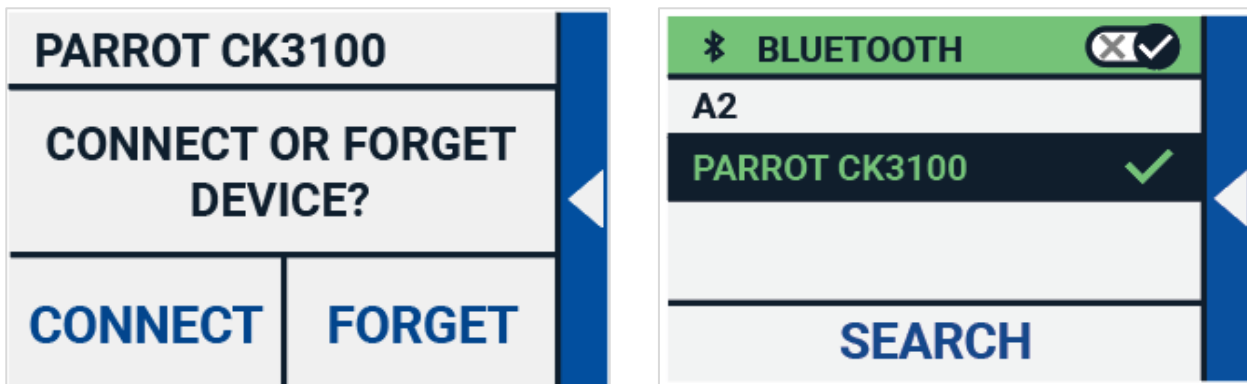 PARROT CK3100
CONNECT OR FORGET
DEVICE?
CONNECT
FORGET
BLUETOOTH
A2
PARROT CK3100
SEARCH